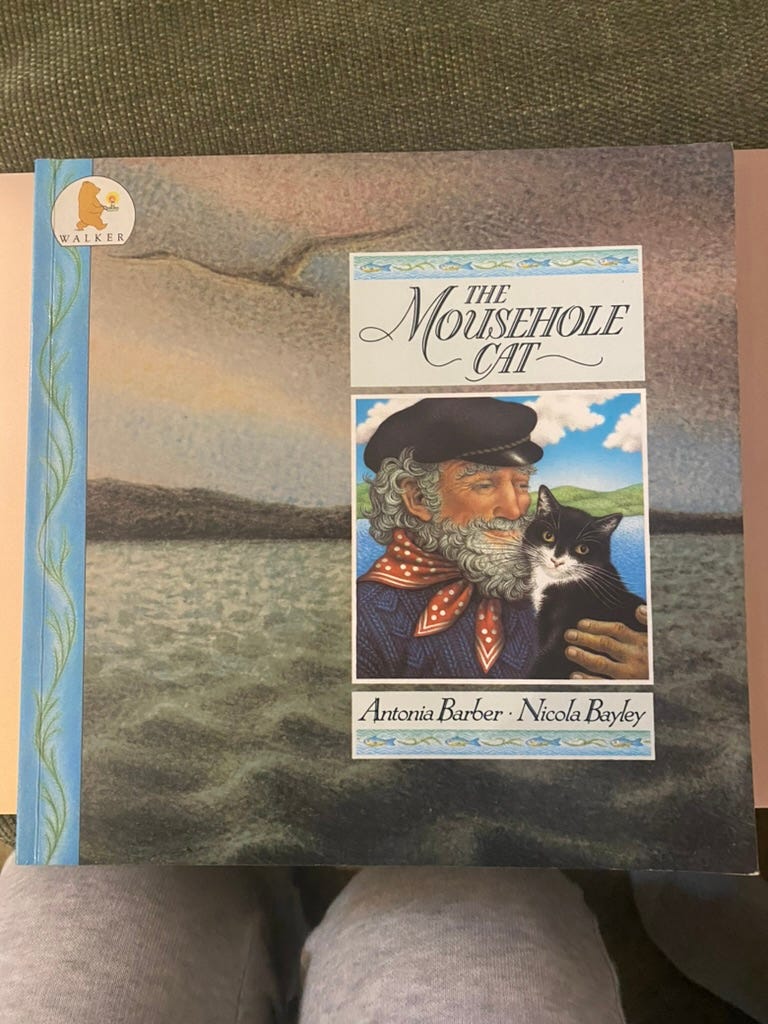 WALKER
THE
MOUSEHOLE
CAT
Antonia Barber · Nicola Bayley